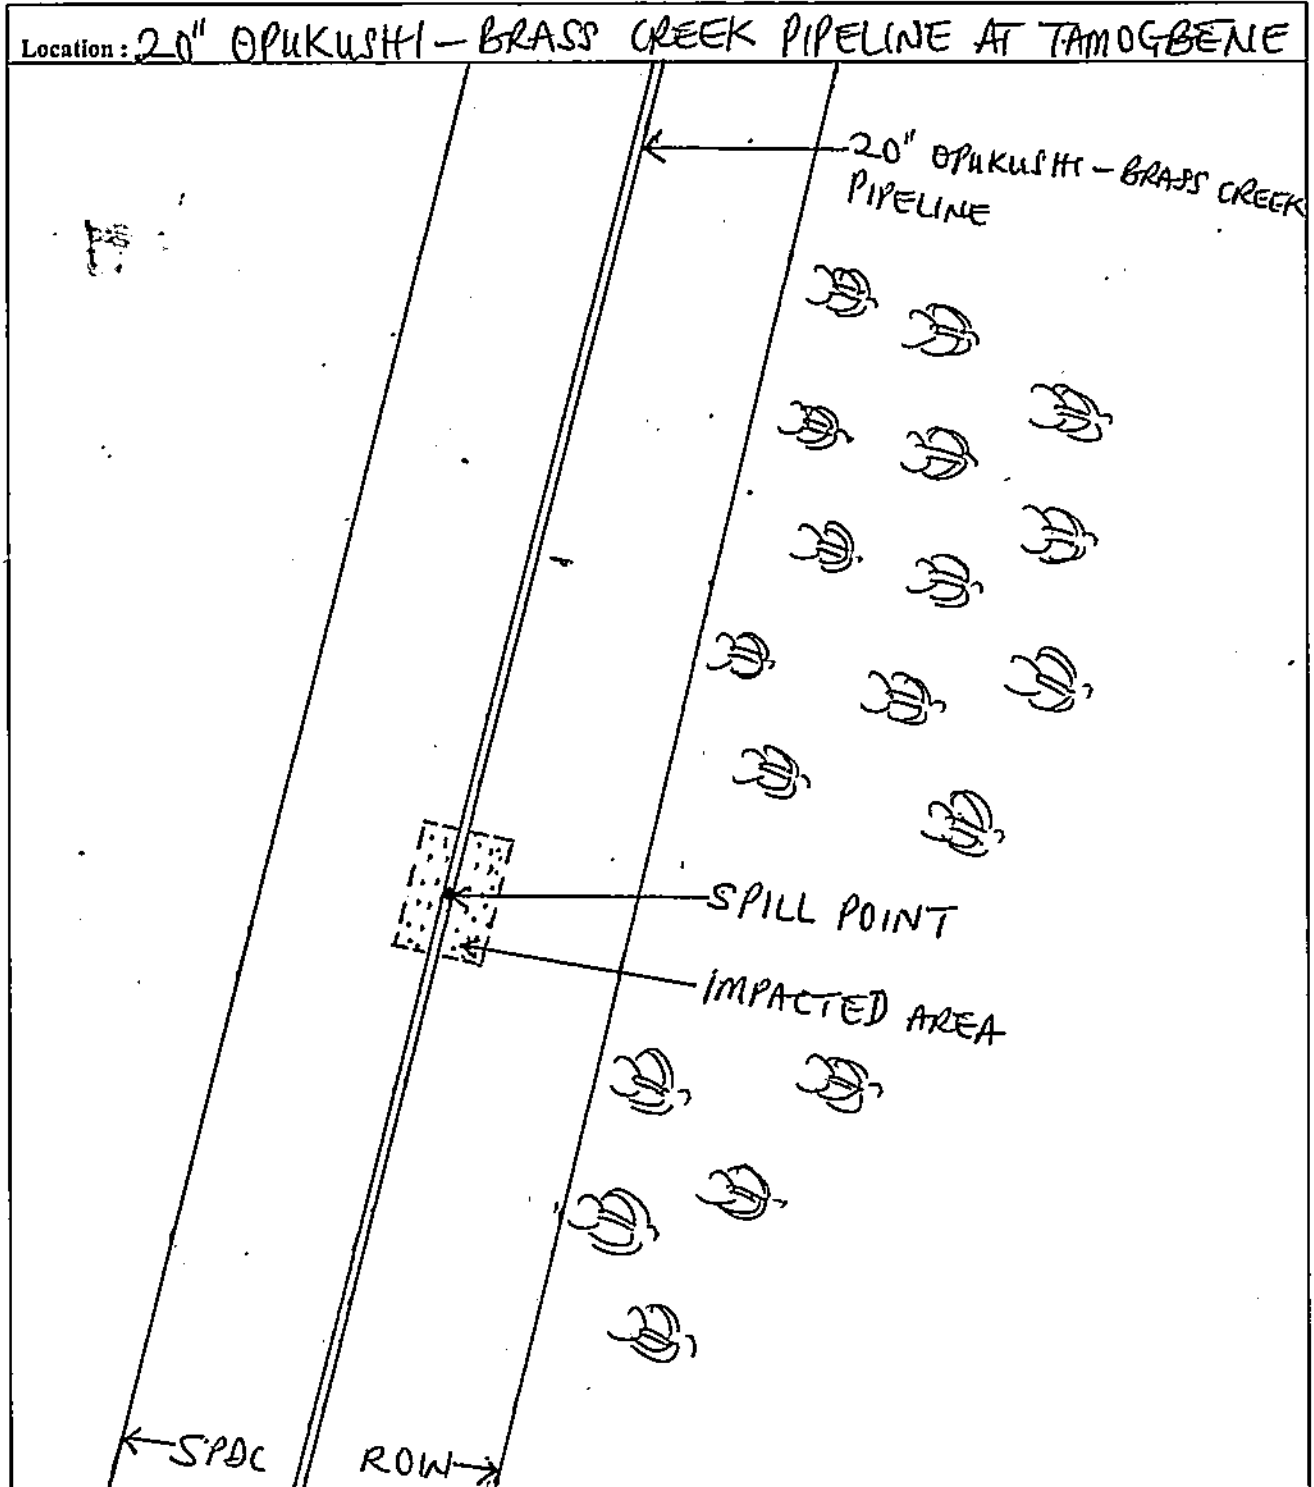 Location : 20" OPUKUSHI - BRASS CREEK PIPELINE AT TAMOGBENE
20" OPUKUSHI - BRASS CREEK
PIPELINE
SPILL POINT
IMPACTED AREA
SPDC ROW